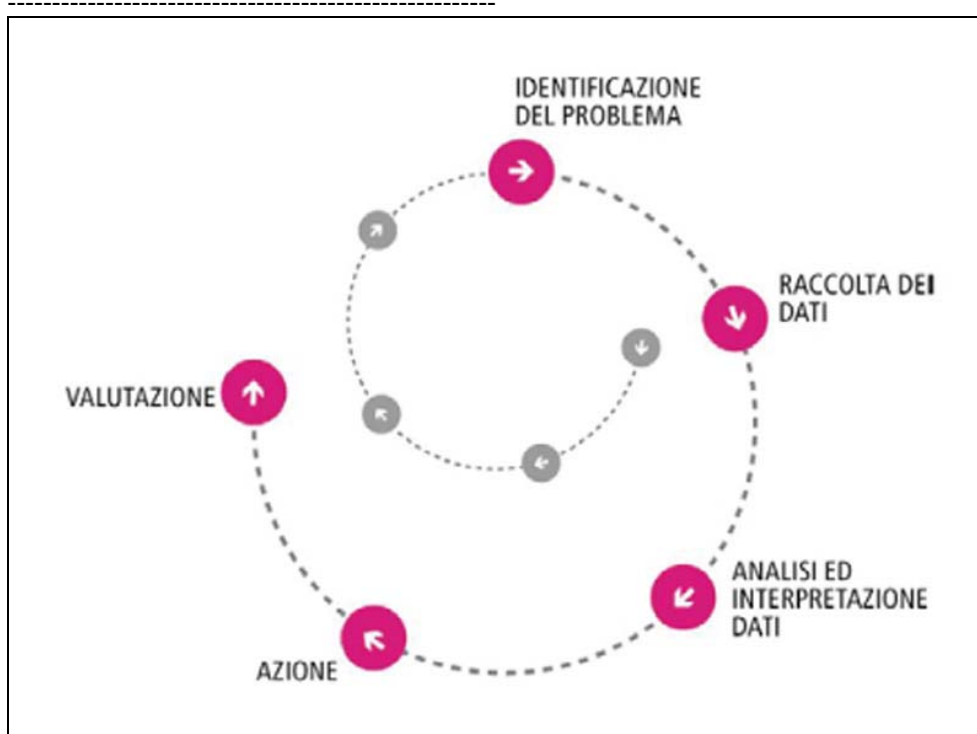 IDENTIFICAZIONE
DEL PROBLEMA
RACCOLTA DEI
DATI
VALUTAZIONE
ANALISI ED
INTERPRETAZIONE
DATI
AZIONE